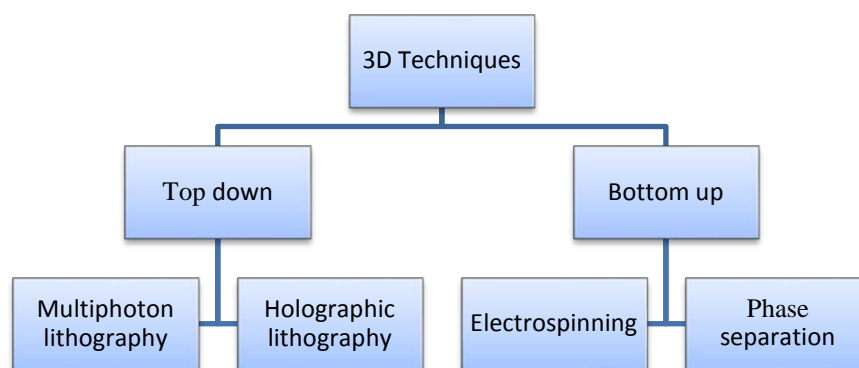 3D Techniques
Top down
Bottom up
Multiphoton
lithography
Holographic
lithography
Electrospinning
Phase
separation